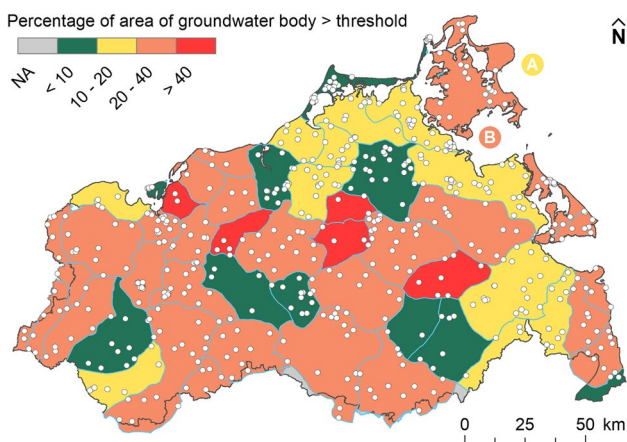 Percentage of area of groundwater body > threshold
N
NA
< 10
10 - 20
20 - 40
> 40
A
B
0 25 50 km